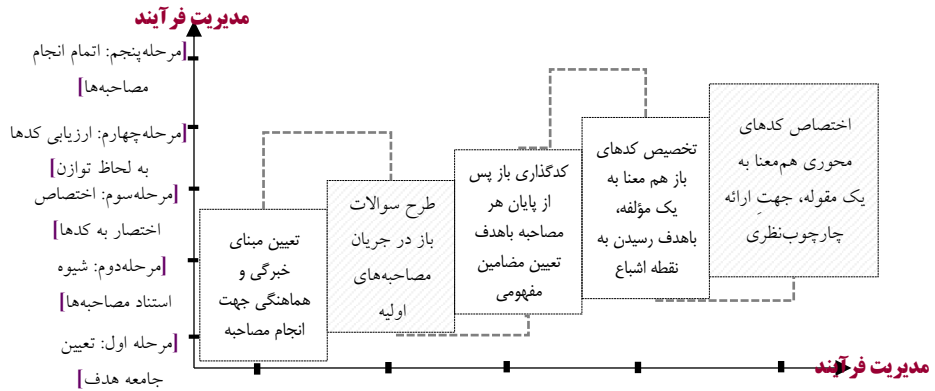 مدیریت فرآیند
[مرحله‌پنجم: اتمام انجام
مصاحبه‌ها]
[مرحله‌چهارم: ارزیابی کدها
به لحاظ توازن]
[مرحله‌سوم: اختصاص
اختصار به کدها]
[مرحله‌دوم: شیوه
استناد مصاحبه‌ها]
[مرحله اول: تعیین
جامعه هدف]
تعیین مبنای
خبرگی و
هماهنگی جهت
انجام مصاحبه
طرح سوالات
باز در جریان
مصاحبه‌های
اولیه
کدگذاری باز پس
از پایان هر
مصاحبه باهدف
تعیین مضامین
مفهومی
تخصیص کدهای
باز هم معنا به
یک مؤلفه،
باهدف رسیدن به
نقطه اشباع
اختصاص کدهای
محوری هم‌معنا به
یک مقوله، جهتِ ارائه
چارچوب‌نظری
مدیریت فرآیند